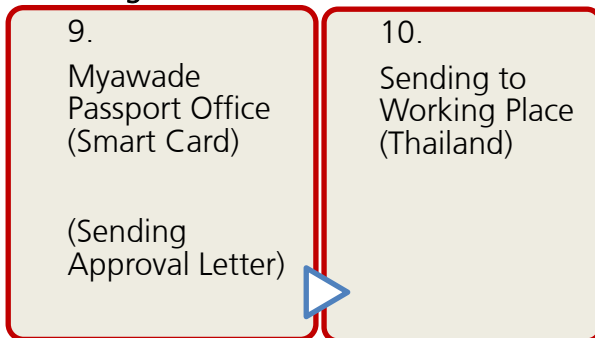 9.
Myawade
Passport Office
(Smart Card)
(Sending
Approval Letter)
10.
Sending to
Working Place
(Thailand)